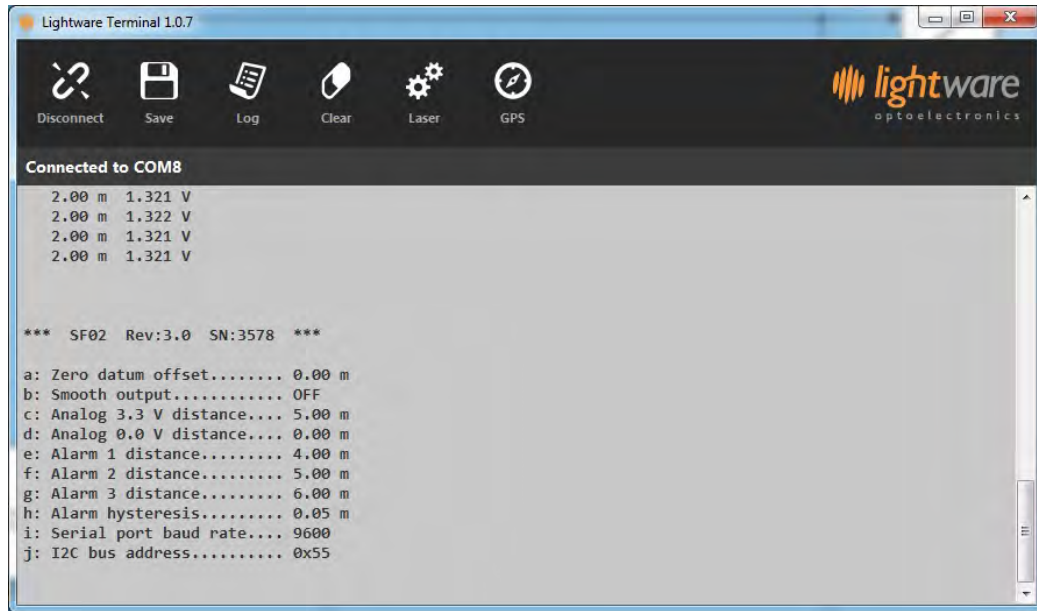 Lightware Terminal 1.0.7
Disconnect Save Log Clear Laser GPS
lightware
optoelectronics
Connected to COM8
2.00 m 1.321 V
2.00 m 1.322 V
2.00 m 1.321 V
2.00 m 1.321 V
*** SF02 Rev:3.0 SN:3578 ***
a: Zero datum offset........ 0.00 m
b: Smooth output............ OFF
c: Analog 3.3 V distance.... 5.00 m
d: Analog 0.0 V distance.... 0.00 m
e: Alarm 1 distance......... 4.00 m
f: Alarm 2 distance......... 5.00 m
g: Alarm 3 distance......... 6.00 m
h: Alarm hysteresis......... 0.05 m
i: Serial port baud rate.... 9600
j: I2C bus address.......... 0x55